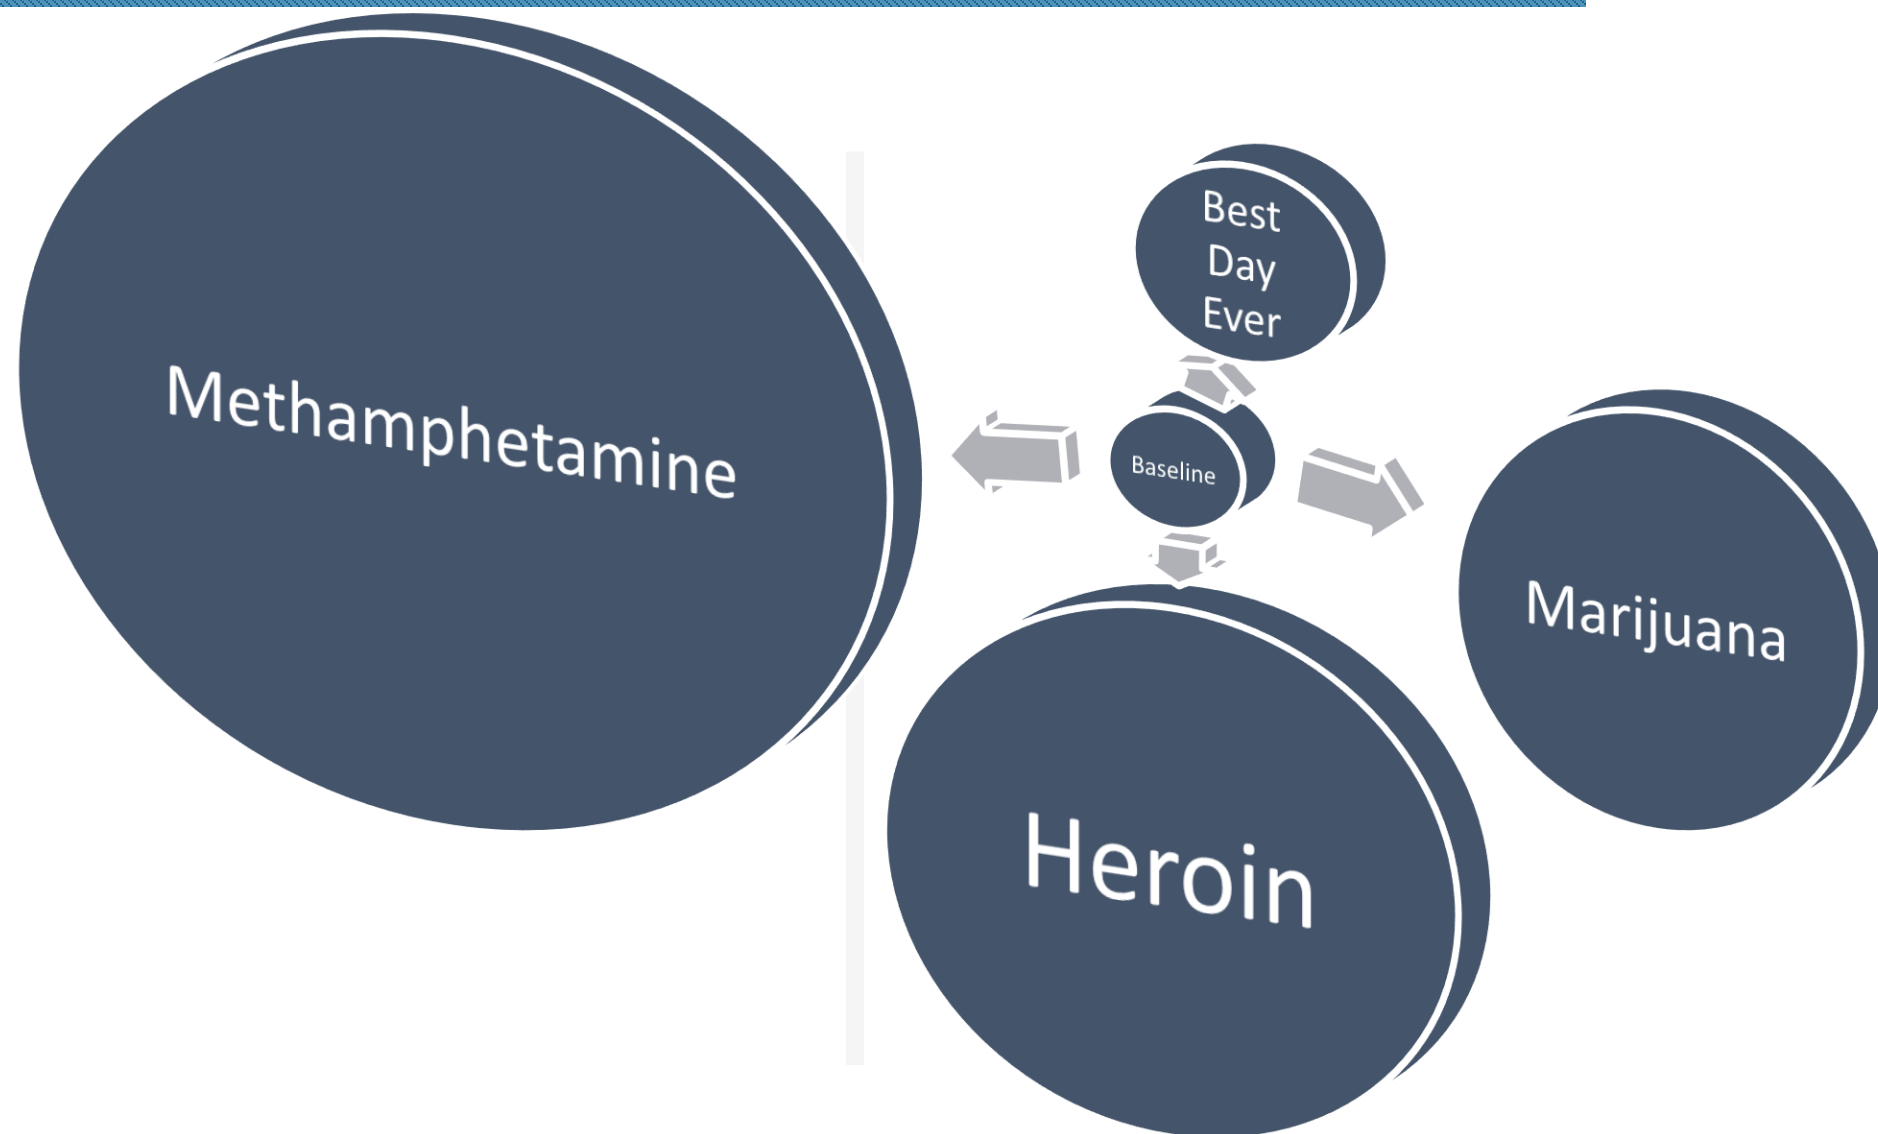 Best
Day
Ever
Methamphetamine
Baseline
Marijuana
Heroin